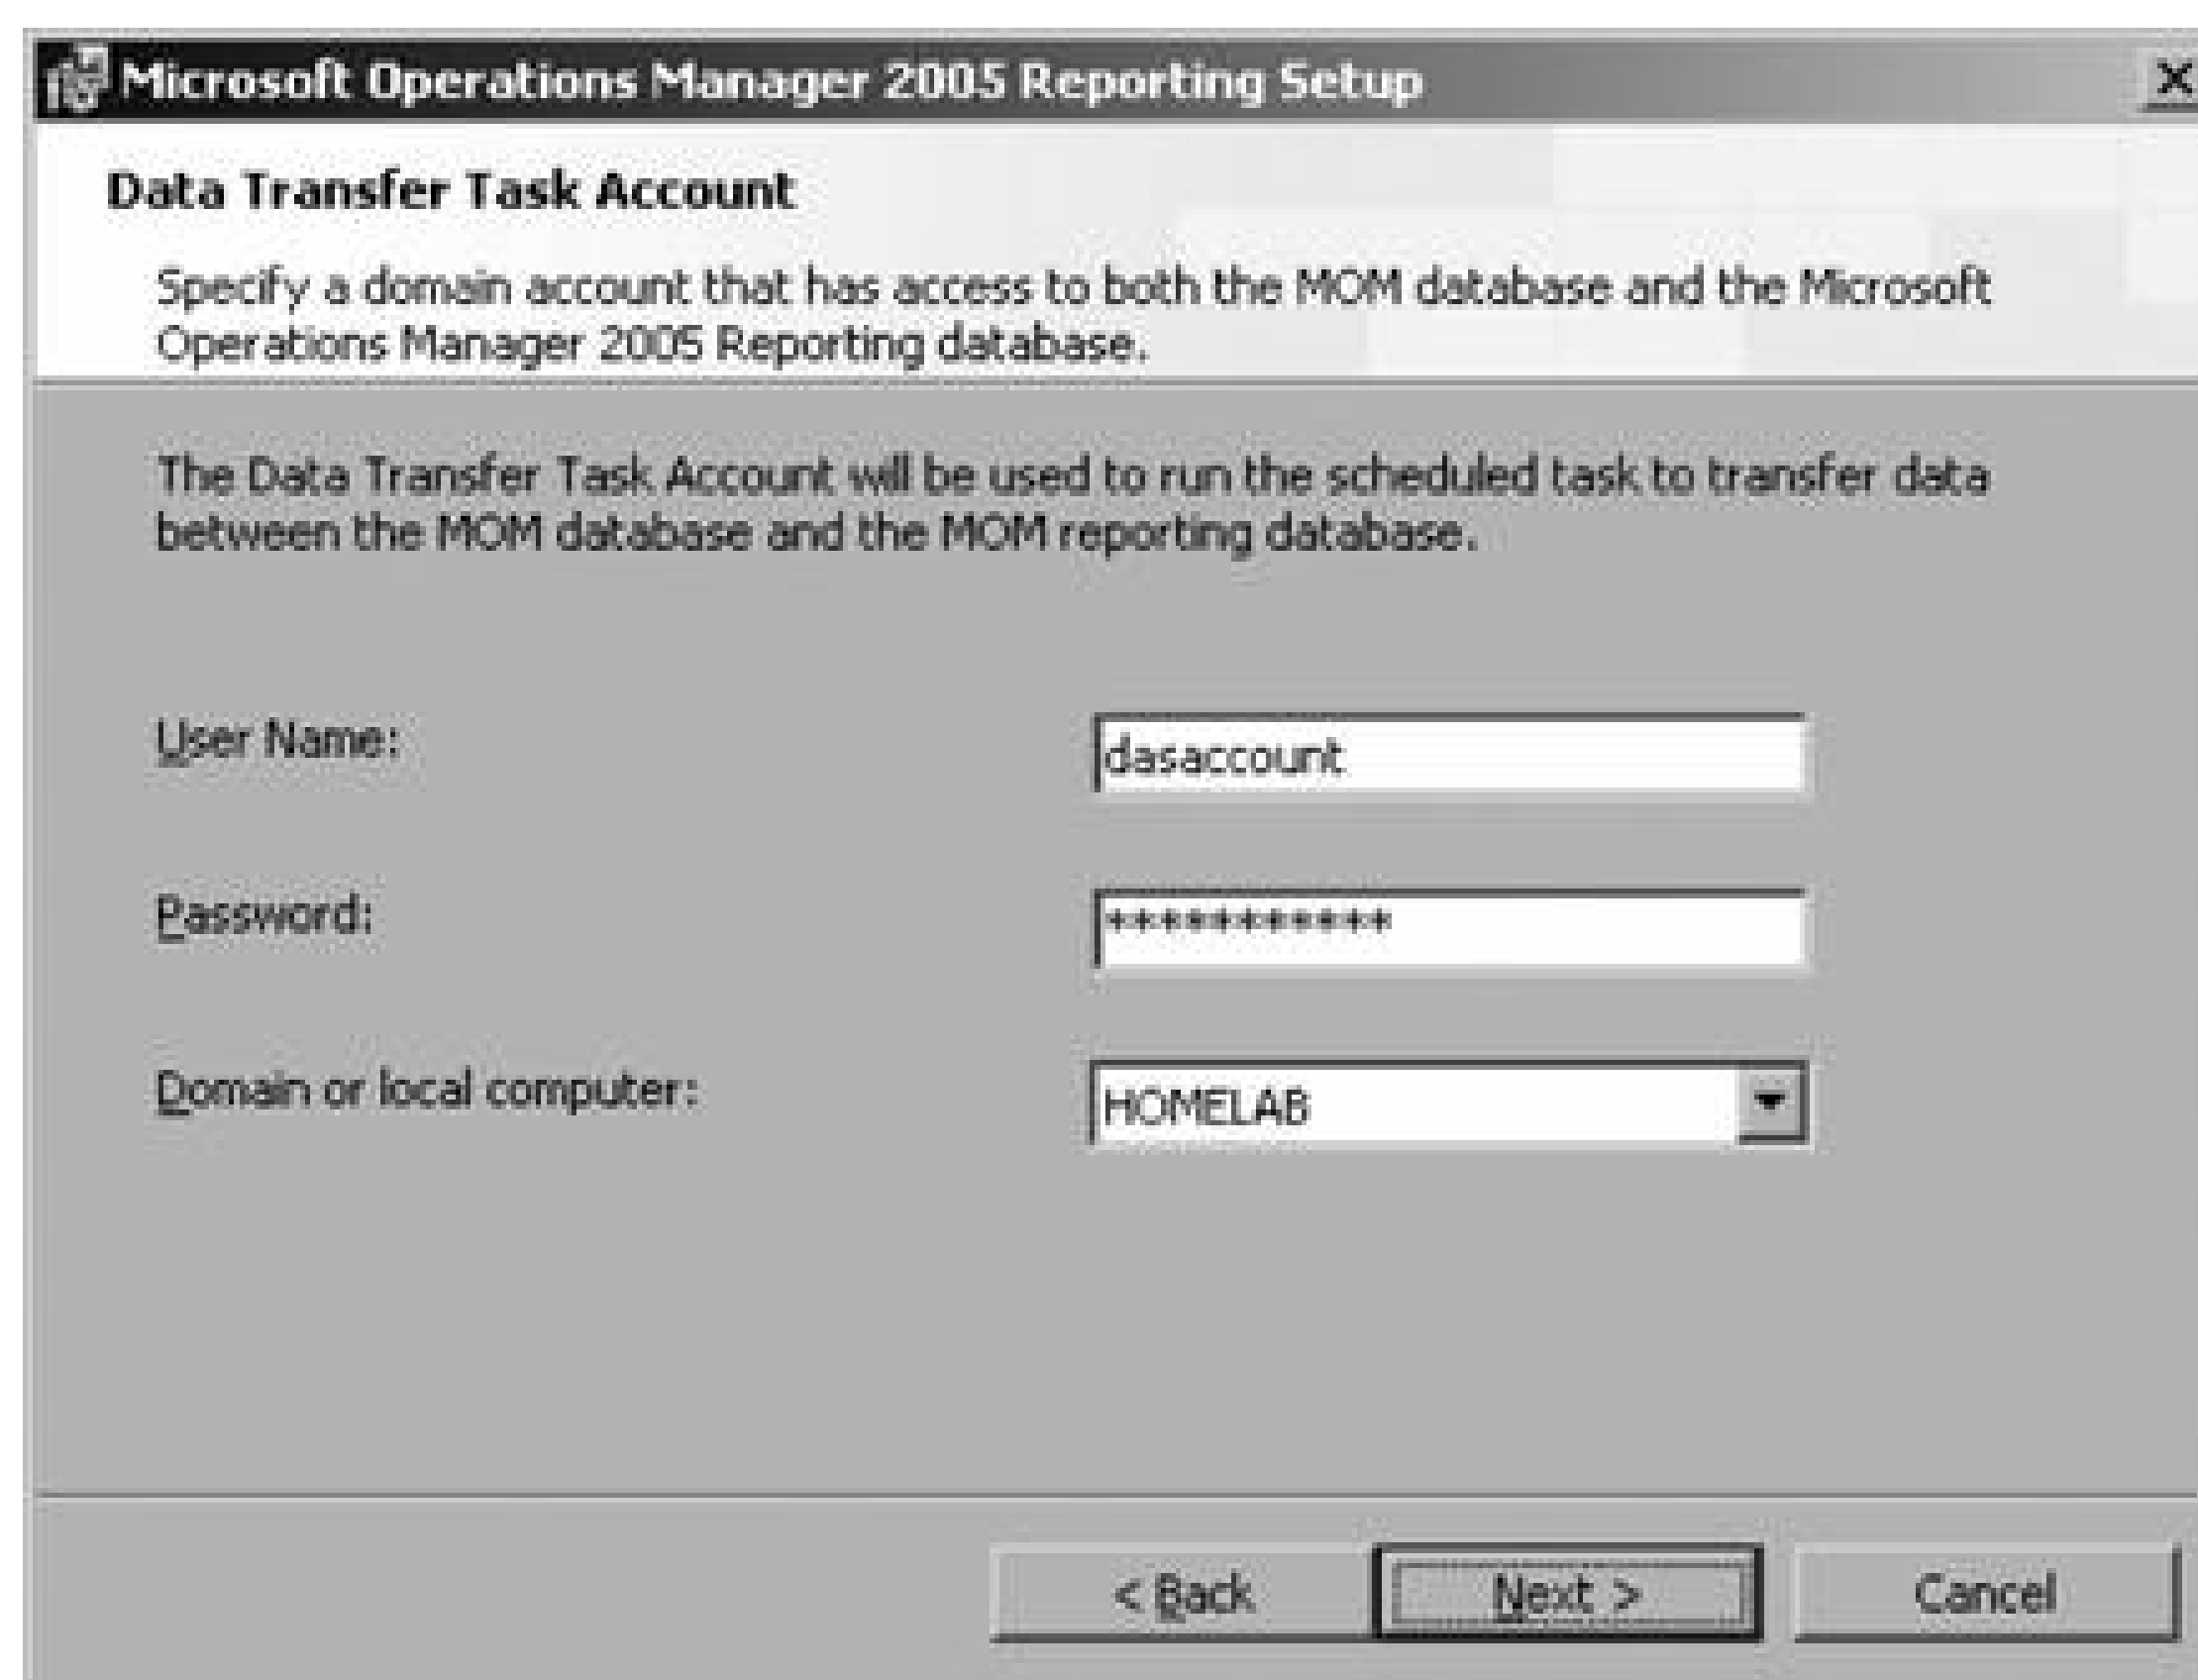 Microsoft Operations Manager 2005 Reporting Setup
Data Transfer Task Account
Specify a domain account that has access to both the MOM database and the Microsoft
Operations Manager 2005 Reporting database.
The Data Transfer Task Account will be used to run the scheduled task to transfer data
between the MOM database and the MOM reporting database.
User Name:
dasaccount
Password:
***********
Domain or local computer:
HOMELAB
< Back
Next >
Cancel